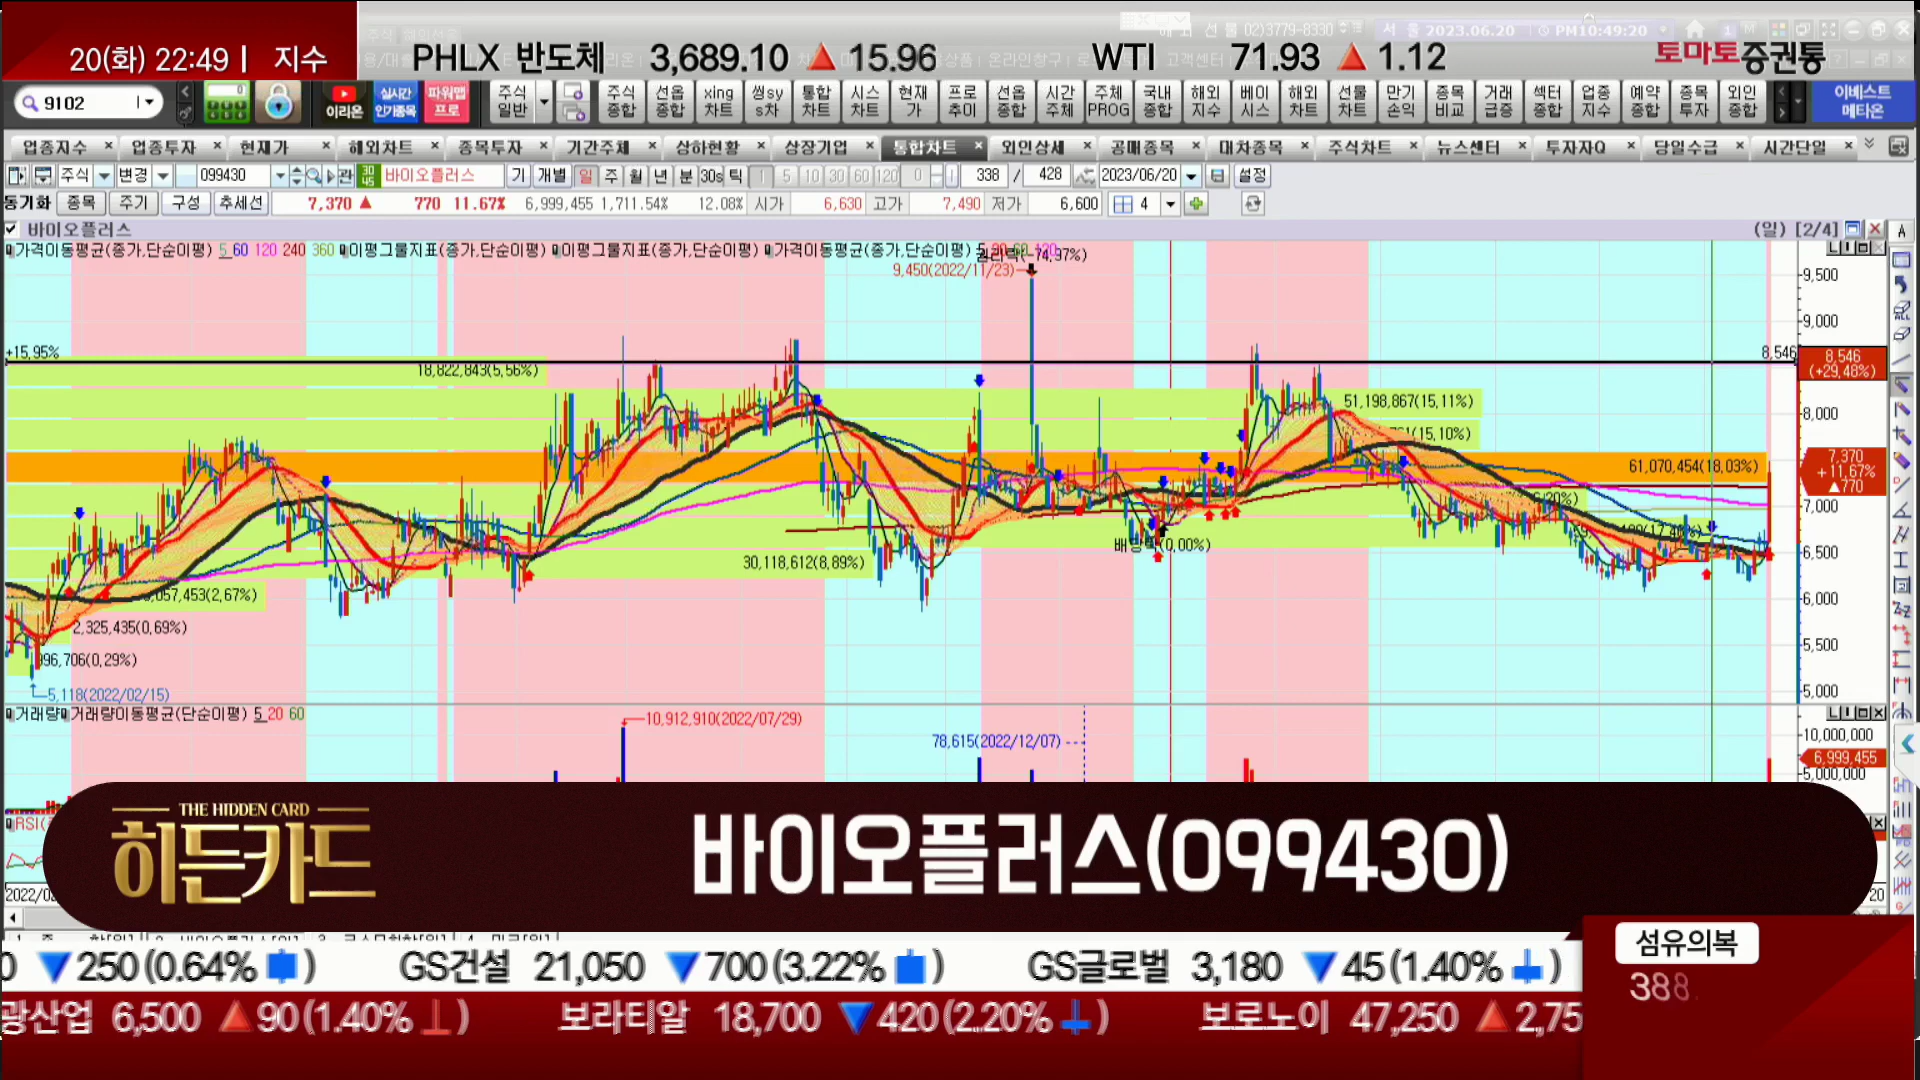 20(화) 22:49 | 지수 PHLX 반도체 3,689.10 ▲ 15.96 WTI 71.93 ▲ 1.12 토마토증권통
02)3779-8330 2023.06.20 PM10:49:20
9102 이리온 실시간 인기종목 파워맵 프로 주식 일반 주식 종합 선옵 종합 xing 차트 씽sy s차 통합 차트 시스 차트 현재 가 프로 추미 선옵 종합 시간 주체 주체 PROG 국내 종합 해외 지수 베이 시스 해외 차트 선물 차트 만기 손익 종목 비교 거래 급증 섹터 종합 업종 지수 예약 종합 종목 투자 외인 종합 이베스트 메타온
업종지수 × 업종투자 × 현재가 × 해외차트 × 종목투자 × 기간주체 × 상하현황 × 상장기업 × 통합차트 × 외인상세 × 공매종목 × 대차종목 × 주식차트 × 뉴스센터 × 투자자Q × 당일수급 × 시간단일 ×
주식 변경 099430 관 30 45 바이오플러스 기 개별 일 주 월 년 분 30s 틱 1 5 10 30 60 120 0 338 / 428 2023/06/20 설정
동기화 종목 주기 구성 추세선 7,370 ▲ 770 11.67% 6,999,455 1,711.54% 12.08% 시가 6,630 고가 7,490 저가 6,600 4
바이오플러스 (일) [2/4] A
가격이동평균(종가,단순이평) 5 60 120 240 360 이평그물지표(종가,단순이평) 이평그물지표(종가,단순이평) 가격이동평균(종가,단순이평)
9,450(2022/11/23)
9,500
9,000
+15,95% 8,546
8,546
(+29,48%)
18,822,843(5,56%)
51,198,867(15,11%)
8,000
(15,10%)
61,070,454(18,03%)
7,370
+11,67%
▲770
7,000
30,118,612(8,89%)
(0,00%)
6,500
057,453(2,67%)
6,000
2,325,435(0,69%)
5,500
96,706(0,29%)
5,118(2022/02/15)
5,000
거래량 거래량이동평균(단순이평) 5 20 60
10,912,910(2022/07/29)
78,615(2022/12/07)
10,000,000
6,999,455
5,000,000
RSI
THE HIDDEN CARD
히든카드
바이오플러스(099430)
0 ▼250(0.64% ) GS건설 21,050 ▼700(3.22% ) GS글로벌 3,180 ▼45(1.40% )
섬유의복
388.
광산업 6,500 ▲90(1.40% ) 보라티알 18,700 ▼420(2.20% ) 보로노이 47,250 ▲2,75